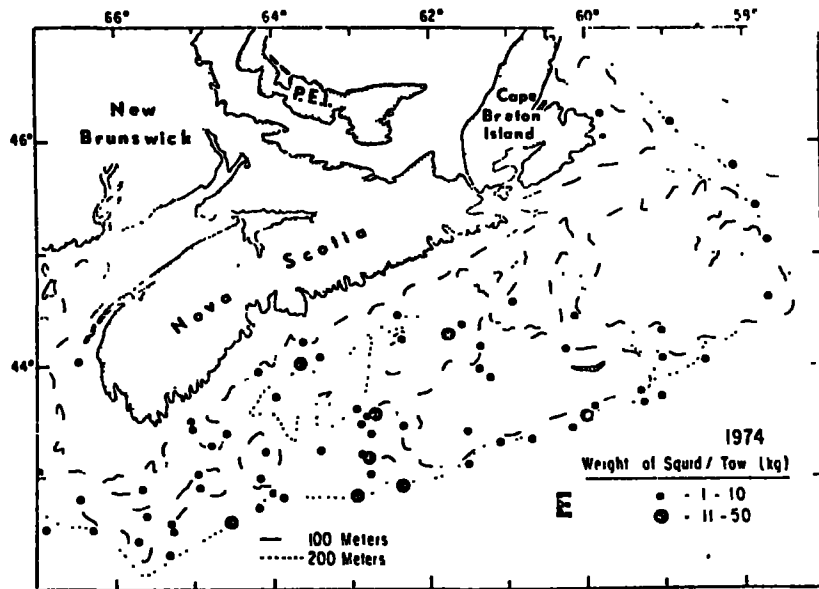 66° 64° 62° 60° 59°
New
Brunswick
P.E.I.
Cape
Breton
Island
46°
Nova Scotia
44°
1974
Weight of Squid / Tow (kg)
• - 1 - 10
- 11 - 50
— 100 Meters
........ 200 Meters